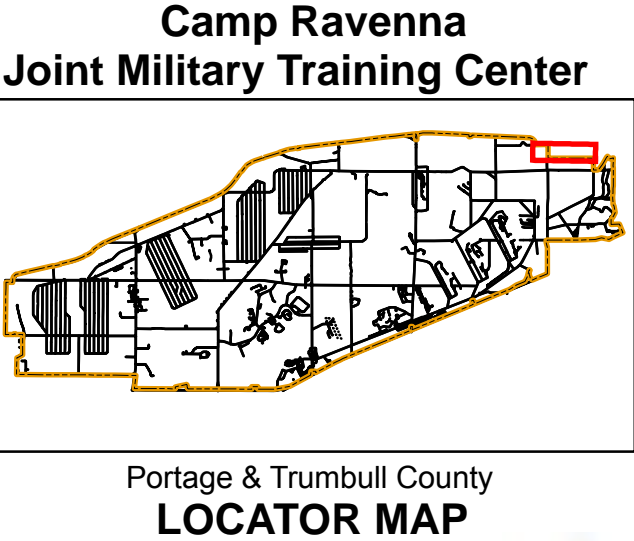 Camp Ravenna
Joint Military Training Center
Portage & Trumbull County
LOCATOR MAP